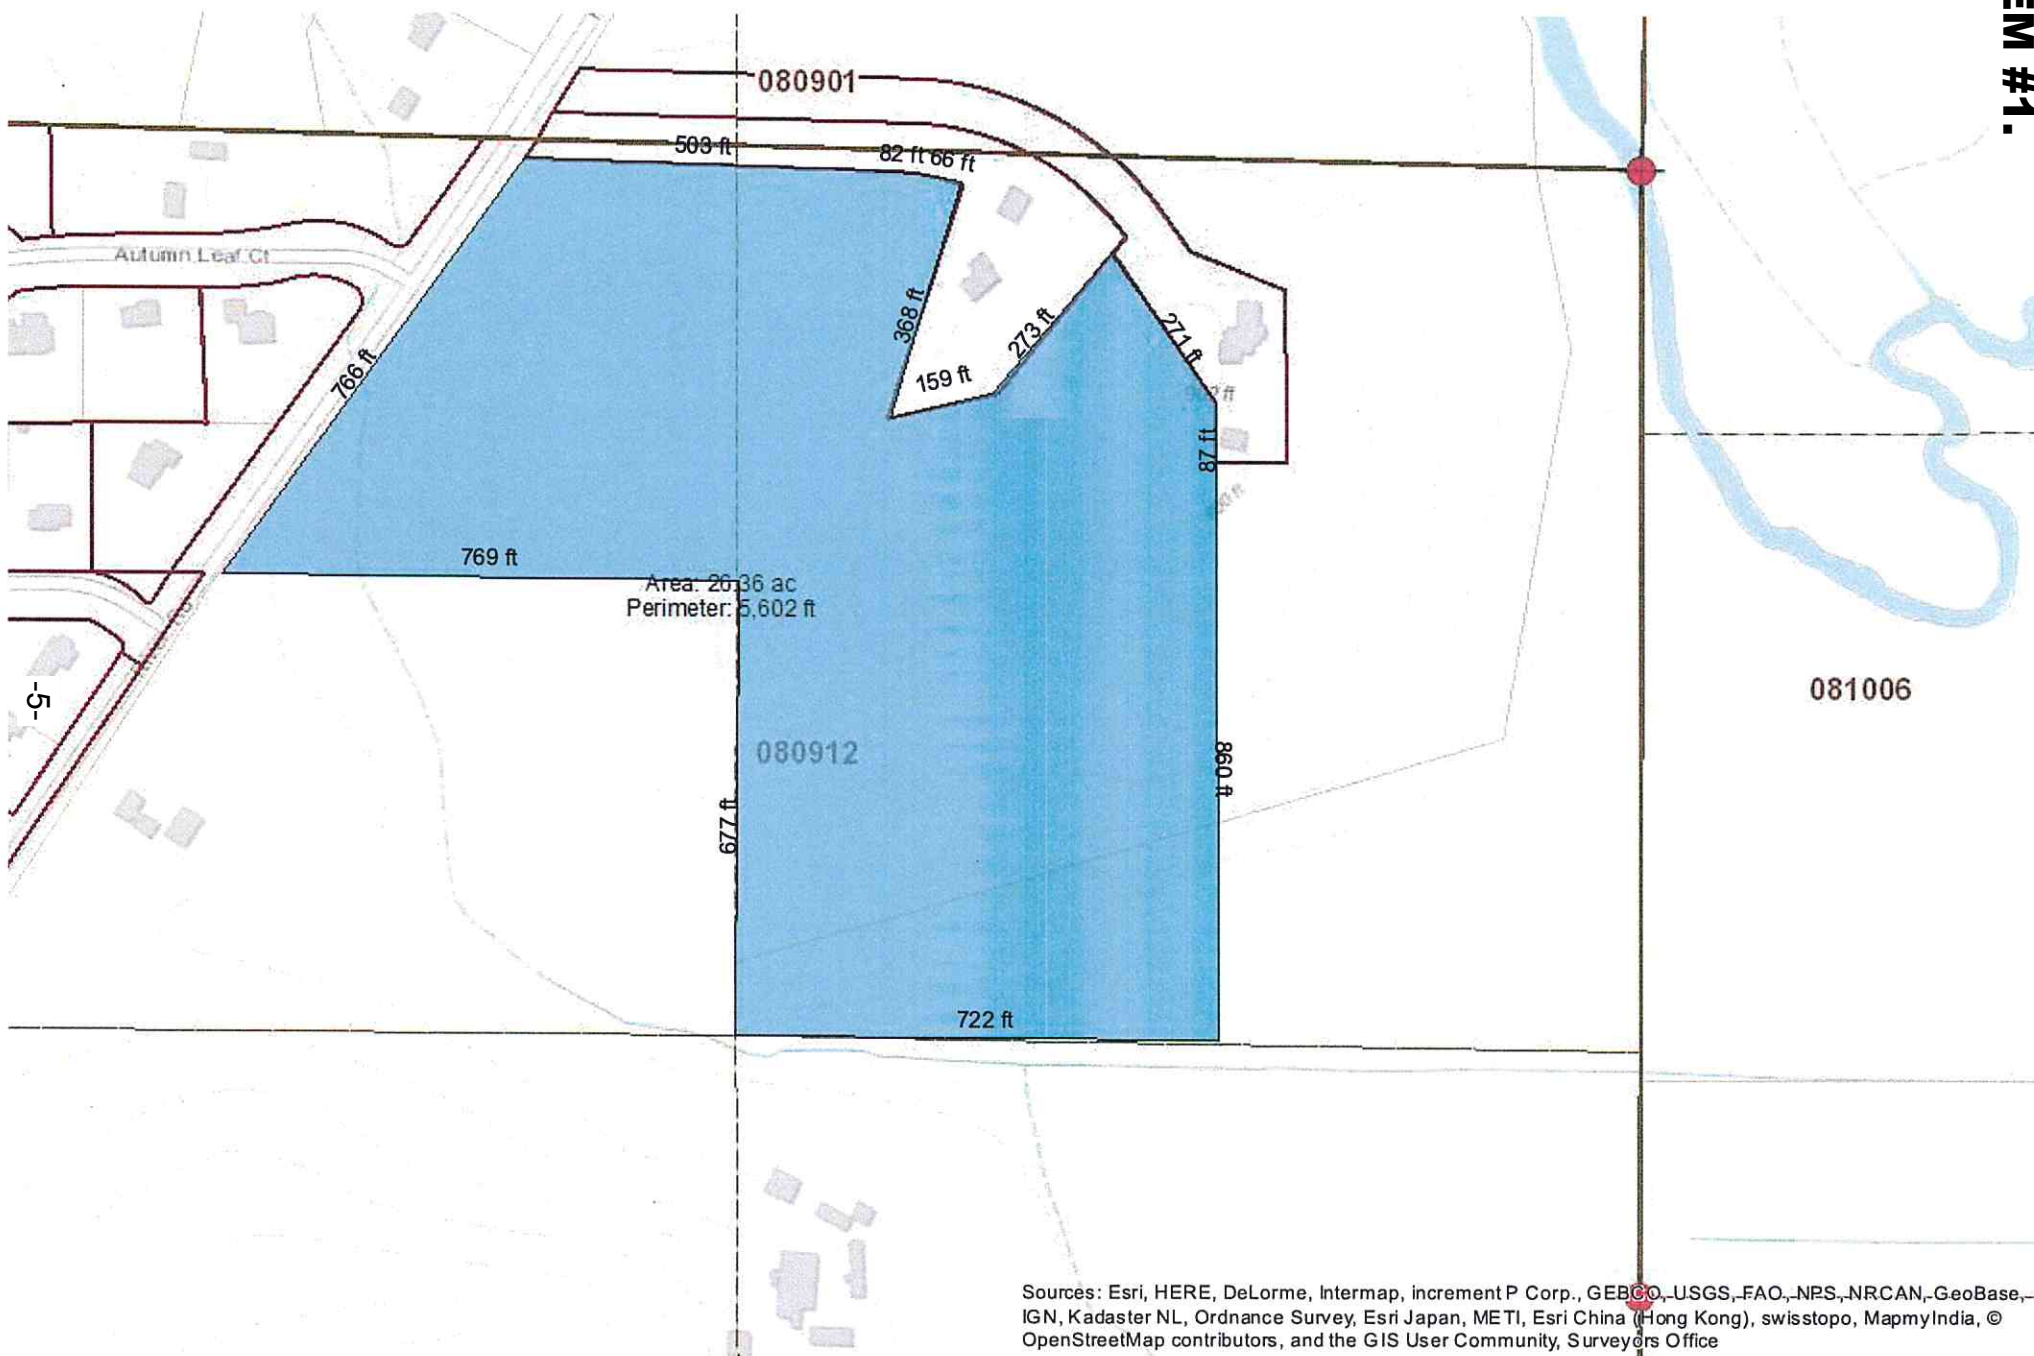 EM #1.
080901
503 ft
82 ft 66 ft
Autumn Leaf Ct
368 ft
273 ft
271 ft
766 ft
159 ft
87 ft
769 ft
Area: 26.36 ac
Perimeter: 5,602 ft
081006
-5-
080912
860 ft
677 ft
722 ft
Sources: Esri, HERE, DeLorme, Intermap, increment P Corp., GEBCO, USGS, FAO, NPS, NRCAN, GeoBase,
IGN, Kadaster NL, Ordnance Survey, Esri Japan, METI, Esri China (Hong Kong), swisstopo, MapmyIndia, ©
OpenStreetMap contributors, and the GIS User Community, Surveyors Office